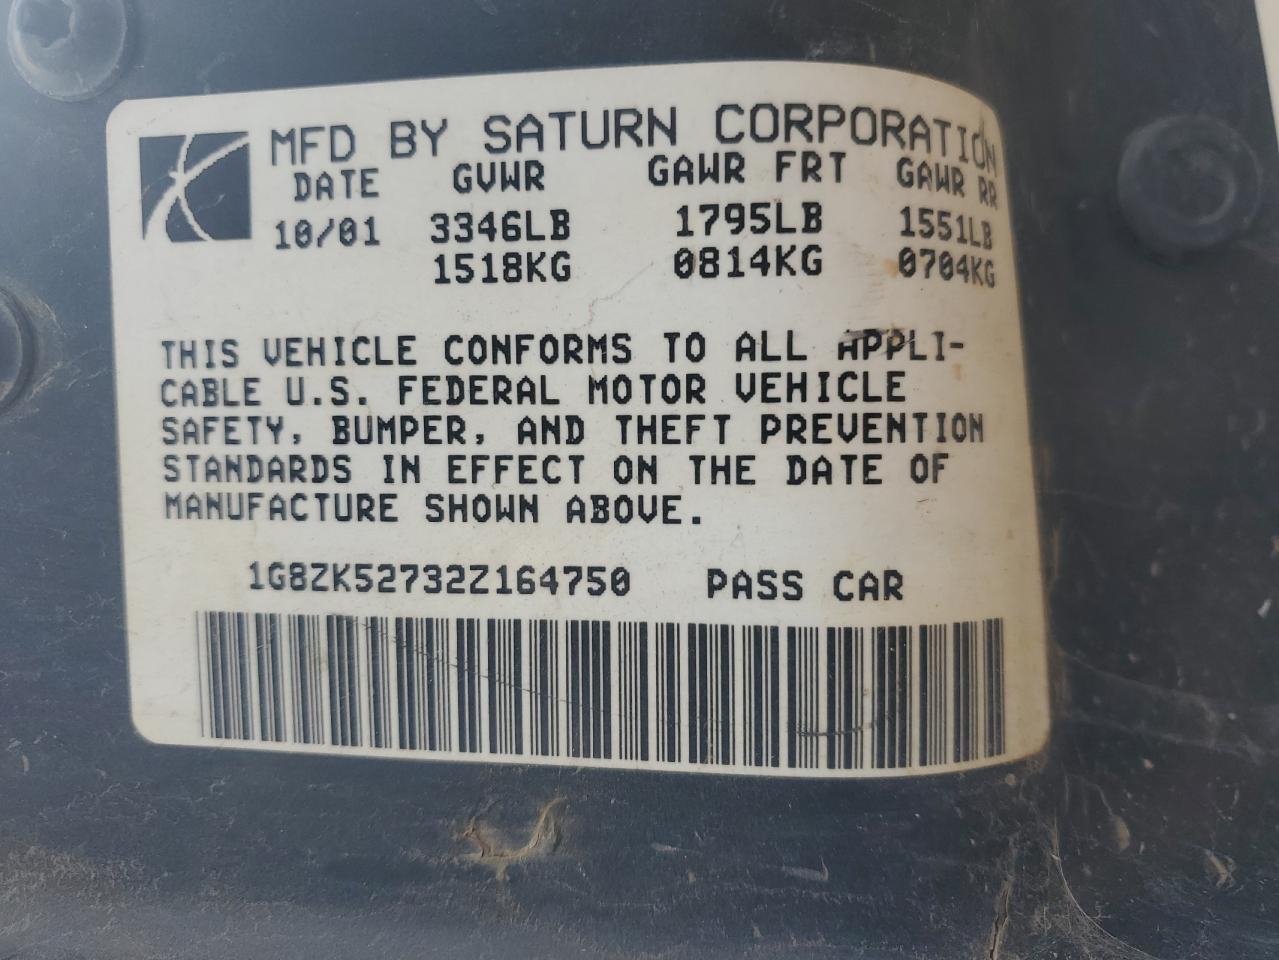 MFD BY SATURN CORPORATION
DATE GVWR GAWR FRT GAWR RR
10/01 3346LB 1795LB 1551LB
1518KG 0814KG 0704KG
THIS VEHICLE CONFORMS TO ALL APPLI-
CABLE U.S. FEDERAL MOTOR VEHICLE
SAFETY, BUMPER, AND THEFT PREVENTION
STANDARDS IN EFFECT ON THE DATE OF
MANUFACTURE SHOWN ABOVE.
1G8ZK52732Z164750 PASS CAR